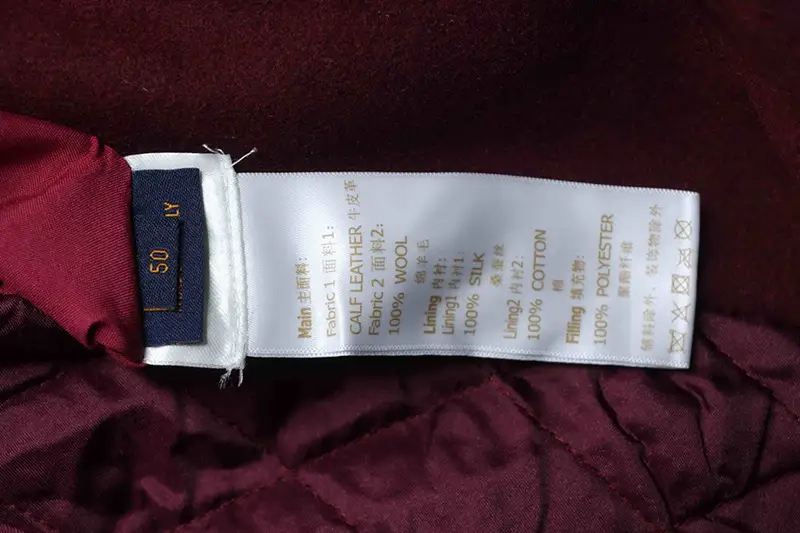 50
LY
Main 主面料:
Fabric 1 面料1:
CALF LEATHER 牛皮革
Fabric 2 面料2:
100% WOOL
绵羊毛
Lining 内衬:
Lining1 内衬1:
100% SILK
桑蚕丝
Lining2 内衬2:
100% COTTON
棉
Filling 填充物:
100% POLYESTER
聚酯纤维
辅料除外、装饰物除外